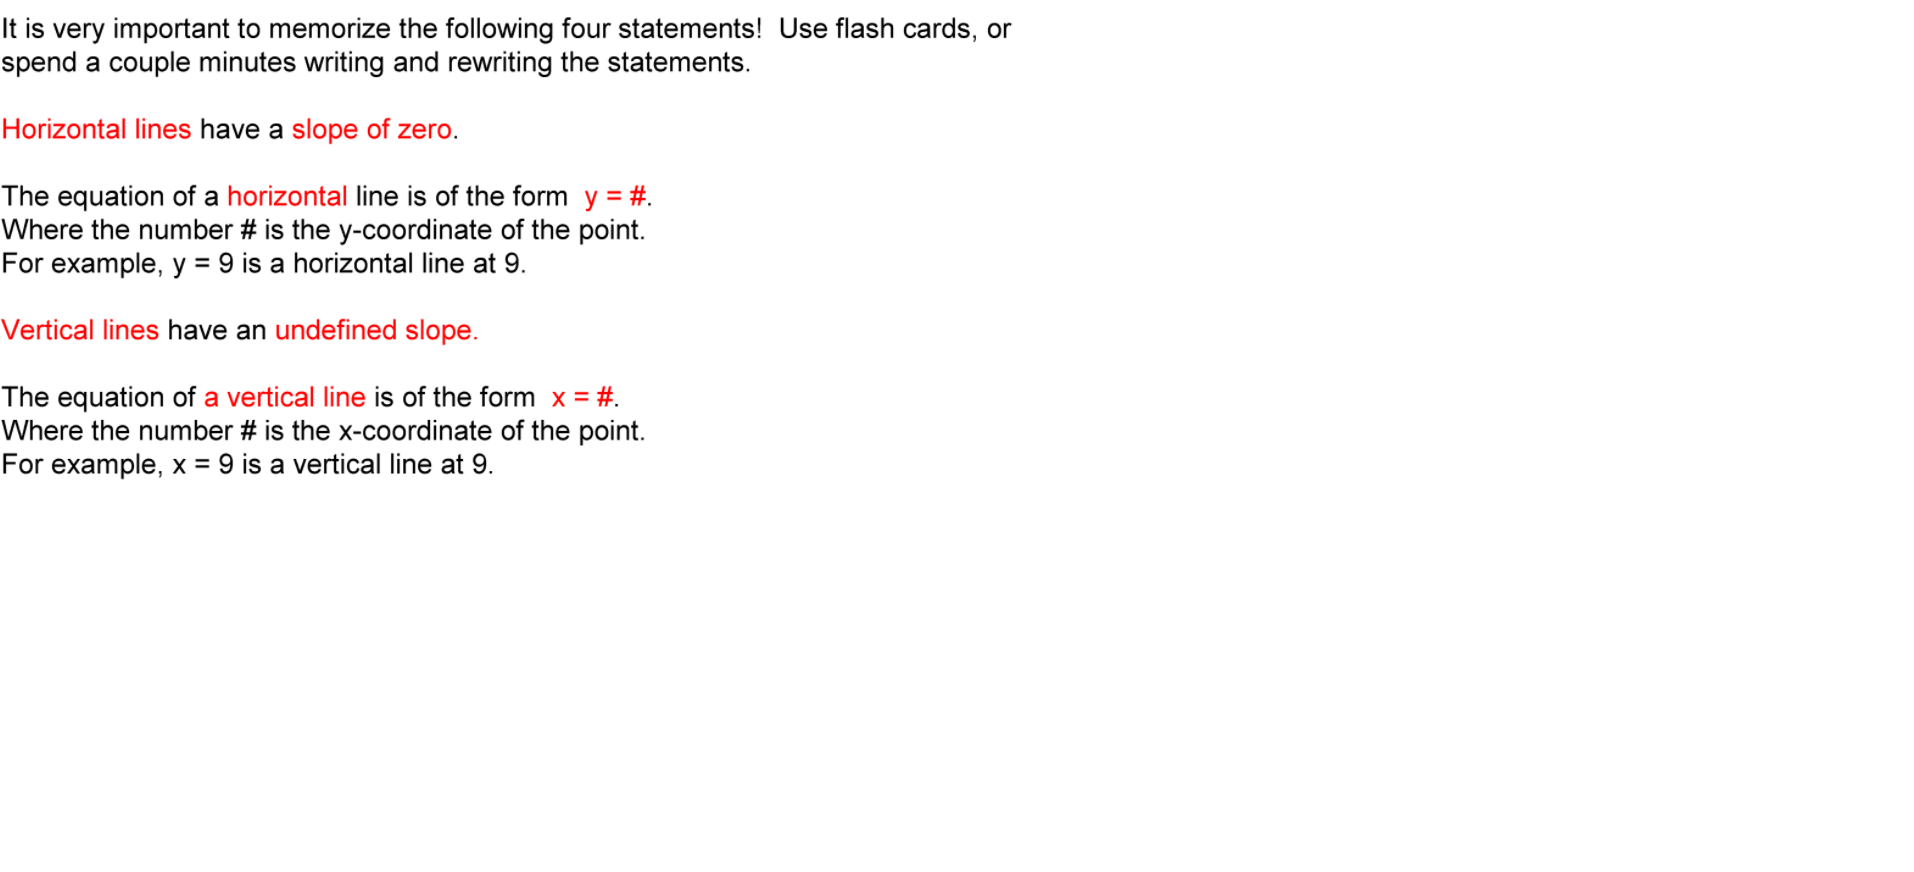 It is very important to memorize the following four statements!  Use flash cards, or
spend a couple minutes writing and rewriting the statements.
Horizontal lines have a slope of zero.
The equation of a horizontal line is of the form  y = #.
Where the number # is the y-coordinate of the point.
For example, y = 9 is a horizontal line at 9.
Vertical lines have an undefined slope.
The equation of a vertical line is of the form  x = #.
Where the number # is the x-coordinate of the point.
For example, x = 9 is a vertical line at 9.